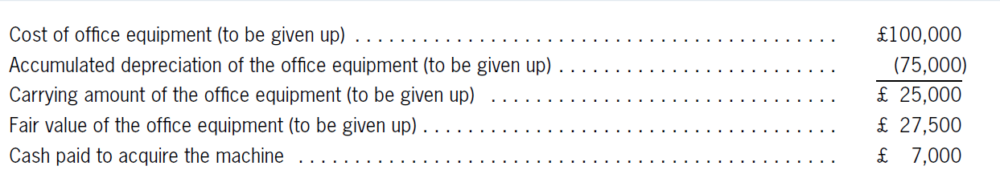 Cost of office equipment (to be given up) . . . . . . . . . . . . . . . . . . . . . . . . . . . . . . . . . . . . . . . . . . . £100,000
Accumulated depreciation of the office equipment (to be given up) . . . . . . . . . . . . . . . . . . . . . . . . . (75,000)
Carrying amount of the office equipment (to be given up) . . . . . . . . . . . . . . . . . . . . . . . . . . . . . . . £ 25,000
Fair value of the office equipment (to be given up) . . . . . . . . . . . . . . . . . . . . . . . . . . . . . . . . . . . . . £ 27,500
Cash paid to acquire the machine . . . . . . . . . . . . . . . . . . . . . . . . . . . . . . . . . . . . . . . . . . . . . . . . . £ 7,000